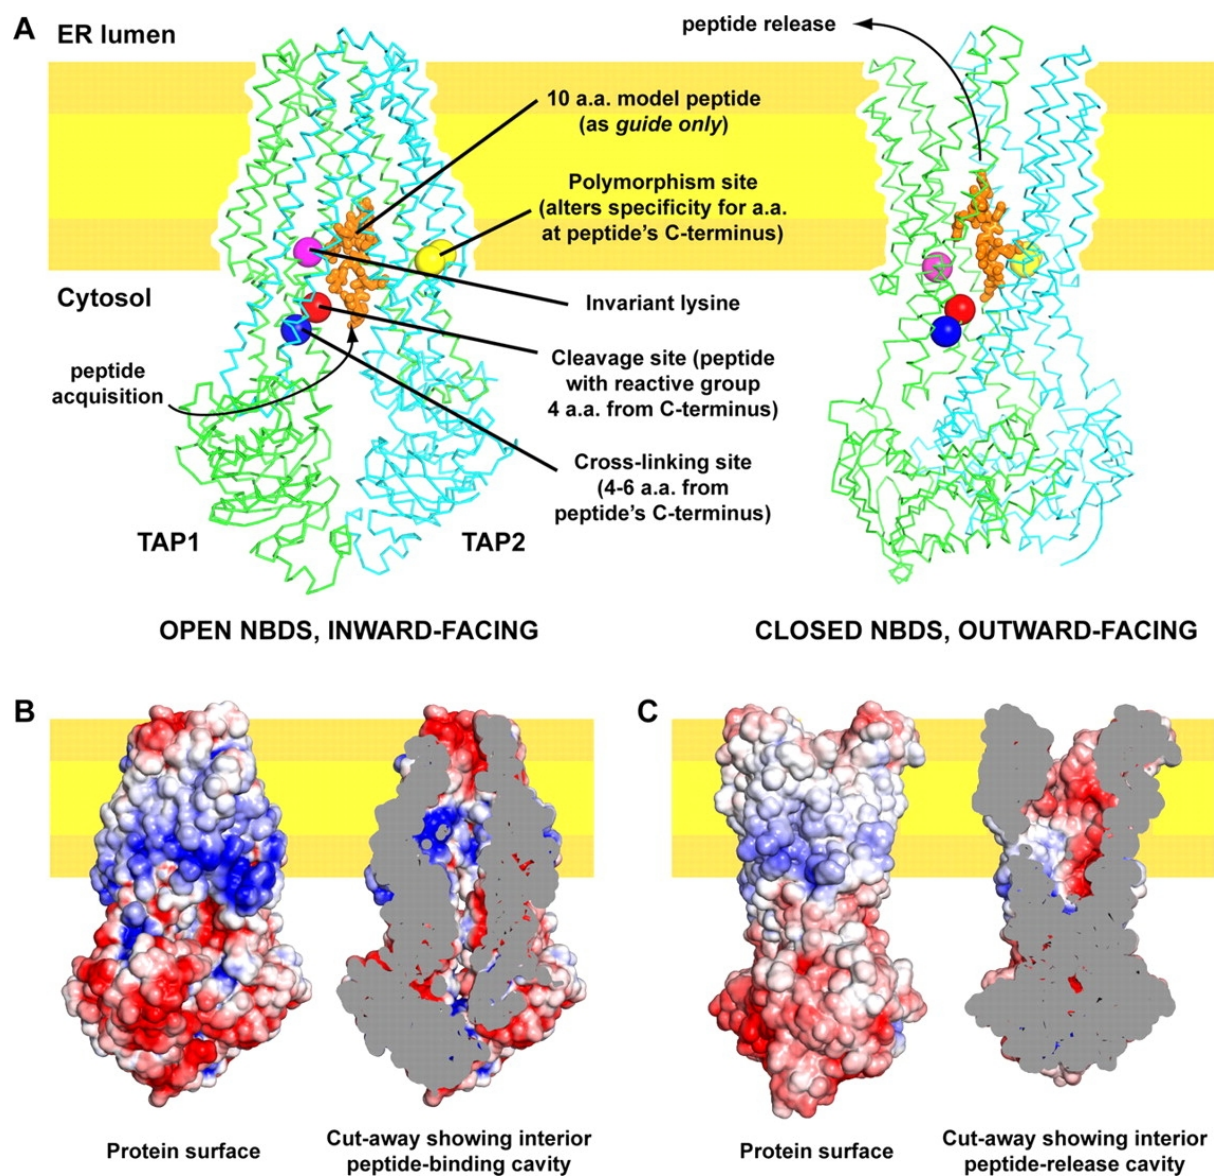 A
ER lumen
peptide release
10 a.a. model peptide
(as guide only)
Polymorphism site
(alters specificity for a.a.
at peptide's C-terminus)
Cytosol
Invariant lysine
peptide
acquisition
Cleavage site (peptide
with reactive group
4 a.a. from C-terminus)
Cross-linking site
(4-6 a.a. from
peptide's C-terminus)
TAP1
TAP2
OPEN NBDS, INWARD-FACING
CLOSED NBDS, OUTWARD-FACING
B
C
Protein surface
Cut-away showing interior
peptide-binding cavity
Protein surface
Cut-away showing interior
peptide-release cavity